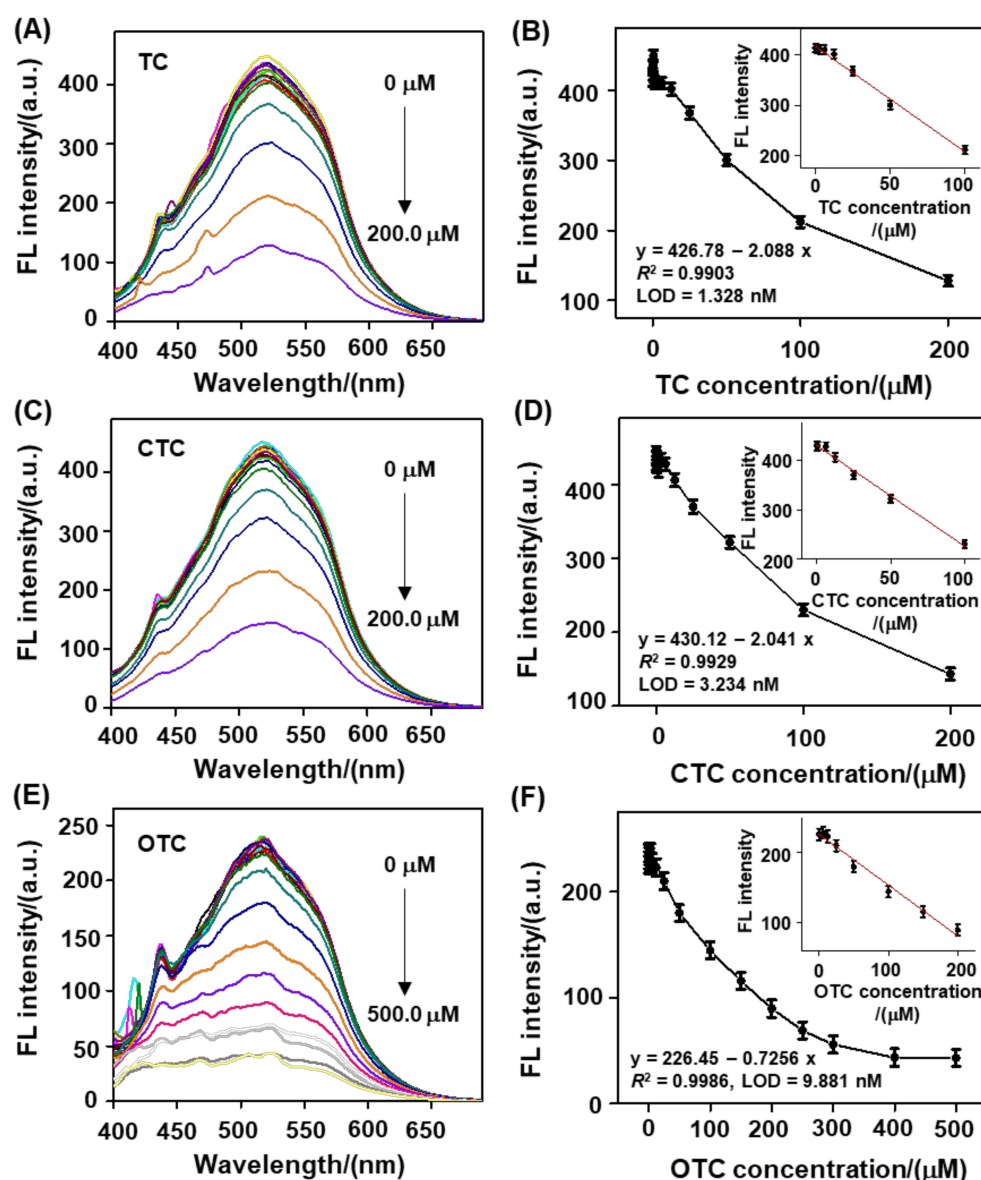 (A)
TC
0 μM
200.0 μM
400
300
200
100
0
FL intensity/(a.u.)
400 450 500 550 600 650
Wavelength/(nm)
(B)
400
300
200
100
FL intensity/(a.u.)
y = 426.78 – 2.088 x
R² = 0.9903
LOD = 1.328 nM
0 100 200
TC concentration/(μM)
400
300
200
FL intensity
0 50 100
TC concentration
/(μM)
(C)
CTC
0 μM
200.0 μM
400
300
200
100
0
FL intensity/(a.u.)
400 450 500 550 600 650
Wavelength/(nm)
(D)
400
300
200
100
FL intensity/(a.u.)
y = 430.12 – 2.041 x
R² = 0.9929
LOD = 3.234 nM
0 100 200
CTC concentration/(μM)
400
300
200
FL intensity
0 50 100
CTC concentration
/(μM)
(E)
OTC
0 μM
500.0 μM
250
200
150
100
50
0
FL intensity/(a.u.)
400 450 500 550 600 650
Wavelength/(nm)
(F)
200
100
0
FL intensity/(a.u.)
y = 226.45 – 0.7256 x
R² = 0.9986, LOD = 9.881 nM
0 100 200 300 400 500
OTC concentration/(μM)
200
100
FL intensity
0 100 200
OTC concentration
/(μM)